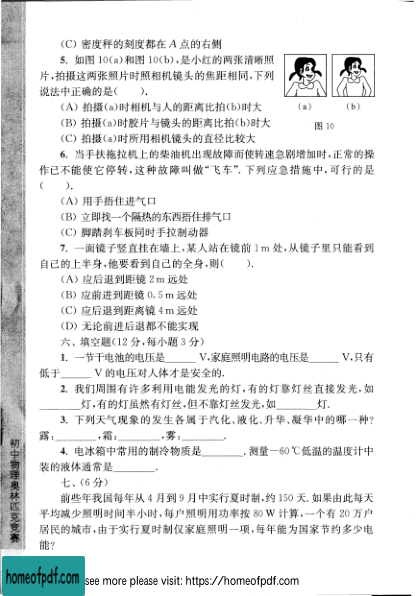 (C) 密度秤的刻度都在 A 点的右侧
5. 如图 10(a)和图 10(b),是小红的两张清晰照
片,拍摄这两张照片时照相机镜头的焦距相同,下列
说法中正确的是( ).
(A) 拍摄(a)时相机与人的距离比拍(b)时大
(B) 拍摄(a)时胶片与镜头的距离比拍(b)时大
(C) 拍摄(a)时所用相机镜头的直径比较大
(a) (b)
图 10
6. 当手扶拖拉机上的柴油机出现故障而使转速急剧增加时,正常的操
作已不能使它停转,这种故障叫做“飞车”.下列应急措施中,可行的是
( ).
(A) 用手捂住进气口
(B) 立即找一个隔热的东西捂住排气口
(C) 脚踏刹车板同时手拉制动器
7. 一面镜子竖直挂在墙上,某人站在镜前 1 m 处,从镜子里只能看到
自己的上半身,他要看到自己的全身,则( ).
(A) 应后退到距镜 2 m 远处
(B) 应前进到距镜 0.5 m 远处
(C) 应后退到距离镜 4 m 远处
(D) 无论前进后退都不能实现
六、填空题(12 分,每小题 3 分)
1. 一节干电池的电压是______V,家庭照明电路的电压是______V,只有
低于______V 的电压对人体才是安全的.
2. 我们周围有许多利用电能发光的灯,有的灯靠灯丝直接发光,如
________灯,有的灯虽然有灯丝,但不靠灯丝发光,如________灯.
3. 下列天气现象的发生各属于汽化、液化、升华、凝华中的哪一种?
露:________,霜:________,雾:________.
4. 电冰箱中常用的制冷物质是________.测量-60℃低温的温度计中
装的液体通常是________.
七、(6 分)
前些年我国每年从 4 月到 9 月中实行夏时制,约 150 天.如果由此每天
平均减少照明时间半小时,每户照明用功率按 80 W 计算,一个有 20 万户
居民的城市,由于实行夏时制仅家庭照明一项,每年能为国家节约多少电
能?
初中物理奥林匹克竞赛
homeofpdf.com
see more please visit: https://homeofpdf.com